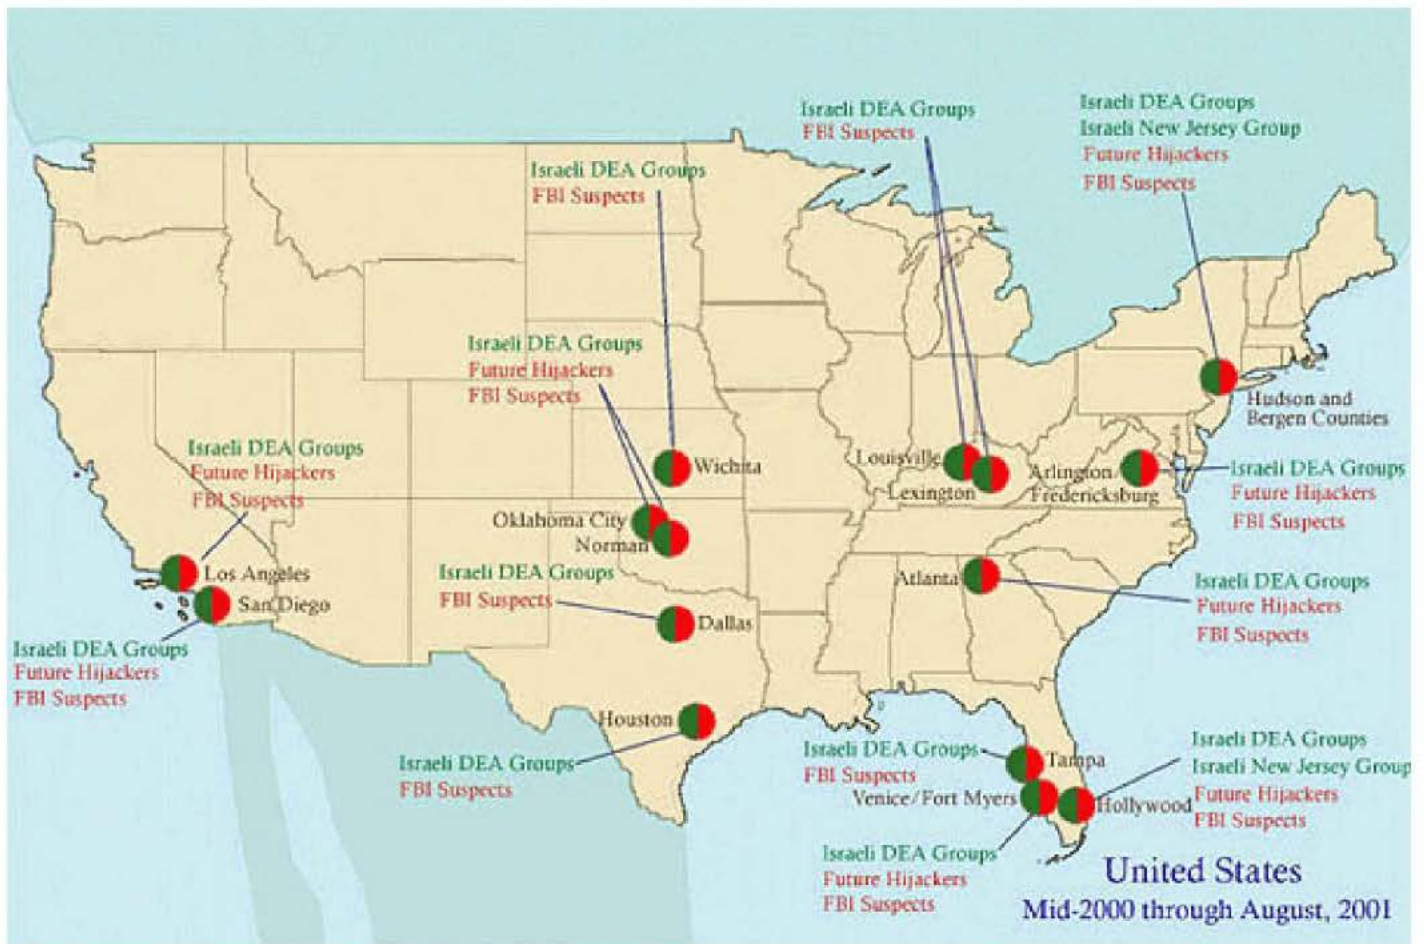 Israeli DEA Groups
FBI Suspects
Israeli DEA Groups
Israeli New Jersey Group
Future Hijackers
FBI Suspects
Israeli DEA Groups
FBI Suspects
Israeli DEA Groups
Future Hijackers
FBI Suspects
Hudson and
Bergen Counties
Israeli DEA Groups
Future Hijackers
FBI Suspects
Wichita
Louisville
Lexington
Arlington
Fredericksburg
Israeli DEA Groups
Future Hijackers
FBI Suspects
Oklahoma City
Norman
Los Angeles
San Diego
Israeli DEA Groups
FBI Suspects
Dallas
Atlanta
Israeli DEA Groups
Future Hijackers
FBI Suspects
Israeli DEA Groups
Future Hijackers
FBI Suspects
Houston
Israeli DEA Groups
FBI Suspects
Israeli DEA Groups
FBI Suspects
Tampa
Venice/Fort Myers
Hollywood
Israeli DEA Groups
Israeli New Jersey Group
Future Hijackers
FBI Suspects
Israeli DEA Groups
Future Hijackers
FBI Suspects
United States
Mid-2000 through August, 2001